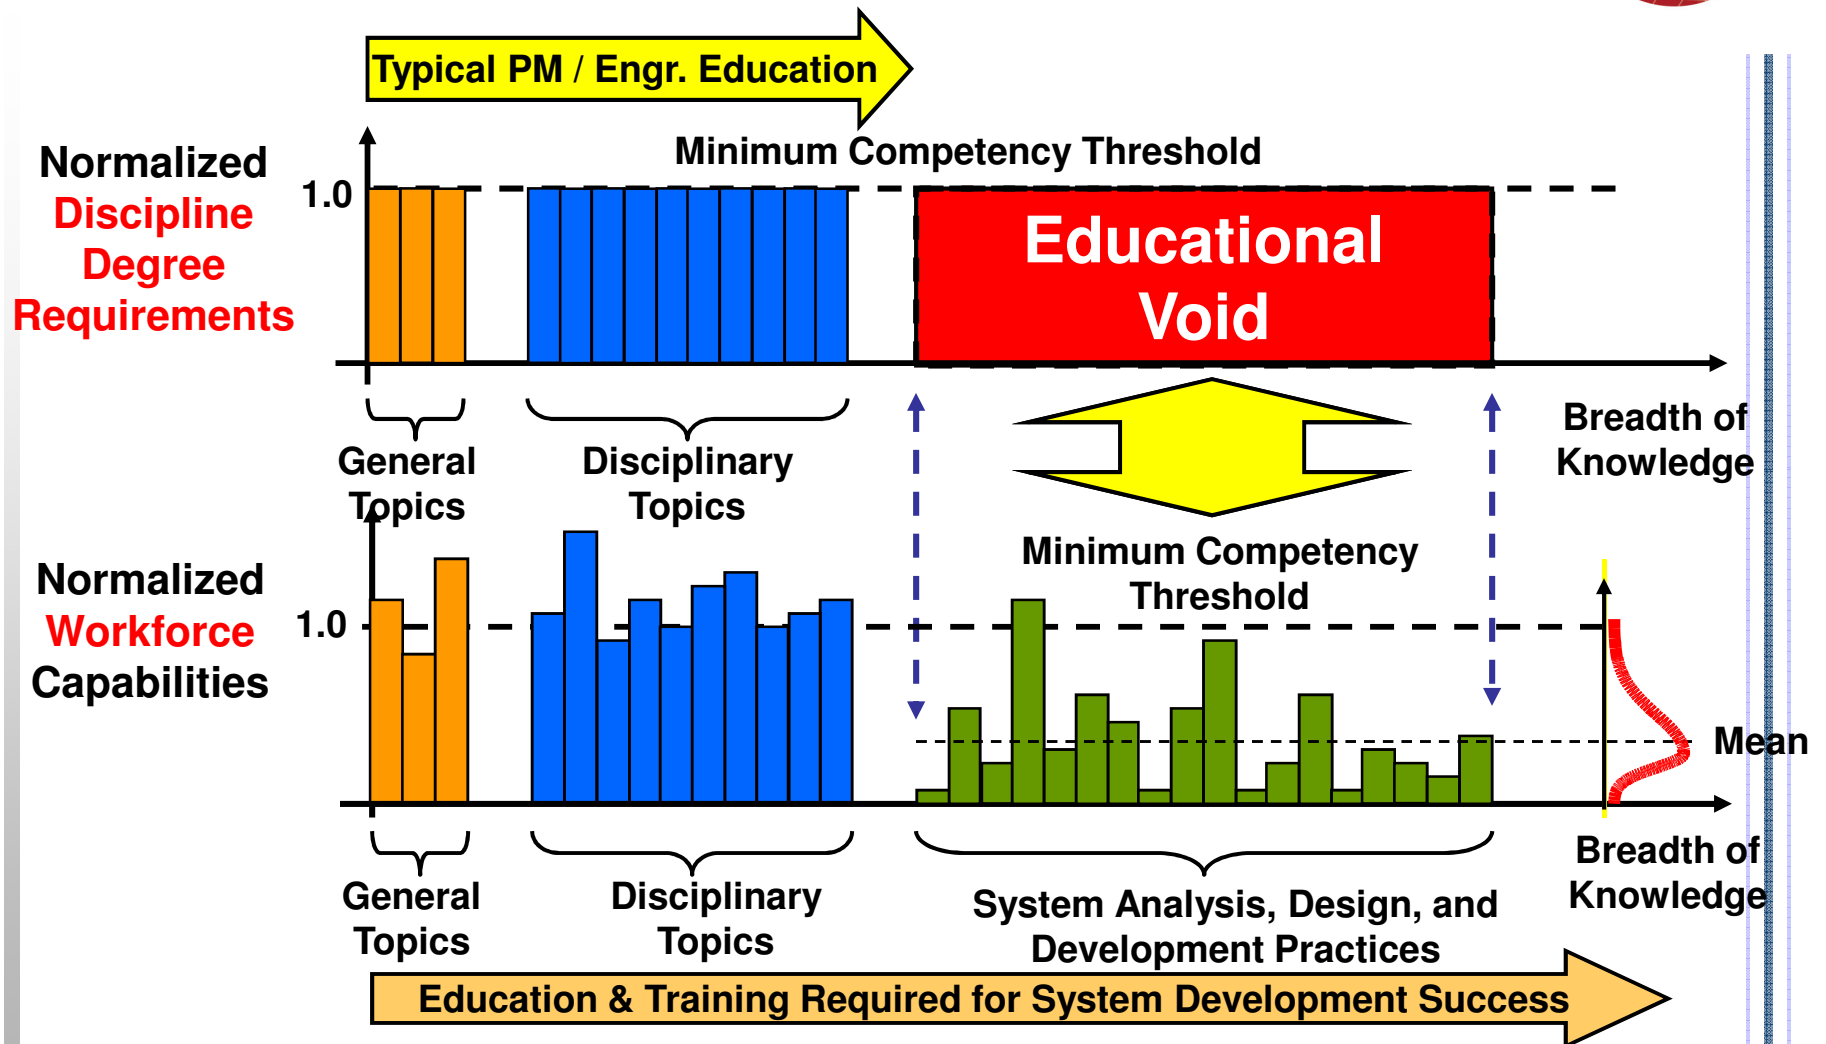 Typical PM / Engr. Education
Minimum Competency Threshold
Normalized
Discipline
Degree
Requirements
1.0
Educational
Void
General
Topics
Disciplinary
Topics
Breadth of
Knowledge
Normalized
Workforce
Capabilities
1.0
Minimum Competency
Threshold
Mean
General
Topics
Disciplinary
Topics
System Analysis, Design, and
Development Practices
Breadth of
Knowledge
Education & Training Required for System Development Success